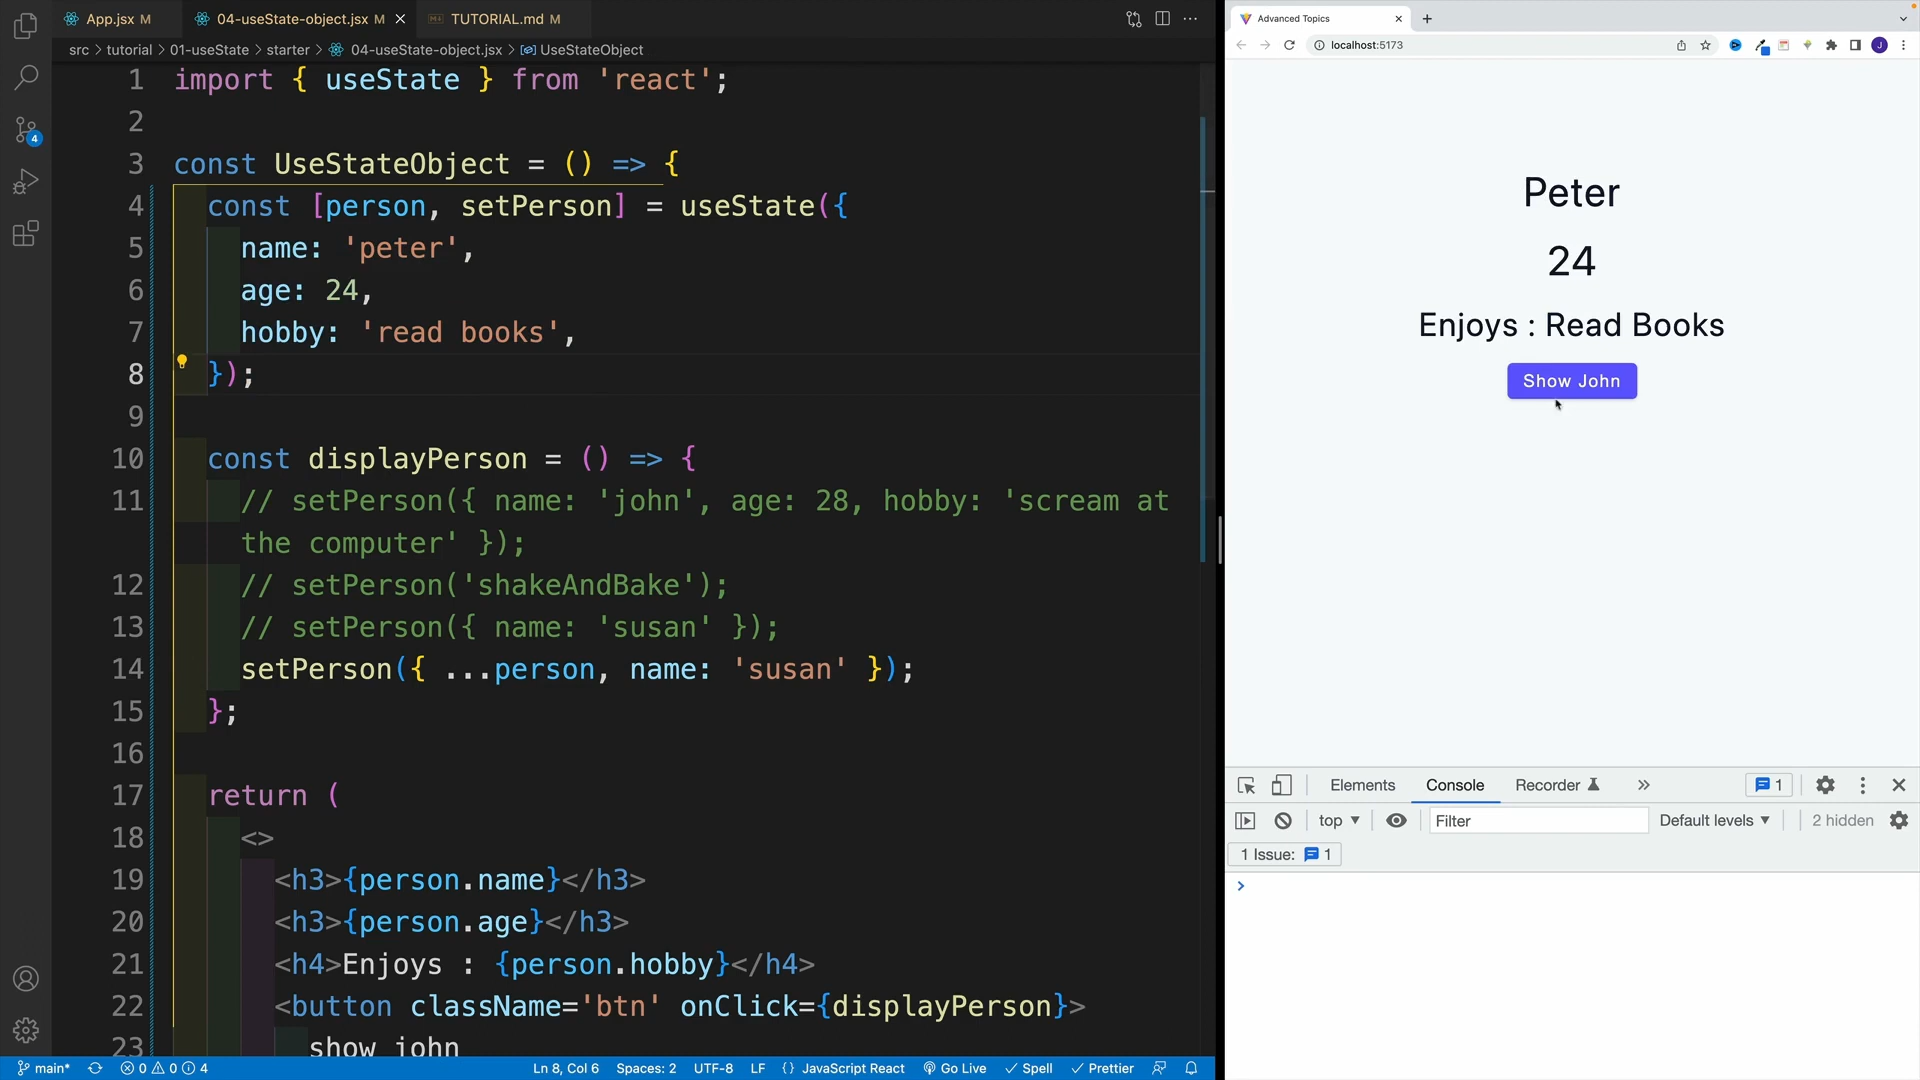 App.jsx M
04-useState-object.jsx M
TUTORIAL.md M
src > tutorial > 01-useState > starter > 04-useState-object.jsx > UseStateObject
1 import { useState } from 'react';
2
3 const UseStateObject = () => {
4 const [person, setPerson] = useState({
5 name: 'peter',
6 age: 24,
7 hobby: 'read books',
8 });
9
10 const displayPerson = () => {
11 // setPerson({ name: 'john', age: 28, hobby: 'scream at
the computer' });
12 // setPerson('shakeAndBake');
13 // setPerson({ name: 'susan' });
14 setPerson({ ...person, name: 'susan' });
15 };
16
17 return (
18 <>
19 <h3>{person.name}</h3>
20 <h3>{person.age}</h3>
21 <h4>Enjoys : {person.hobby}</h4>
22 <button className='btn' onClick={displayPerson}>
23 show john
4
main* 0 0 4
Ln 8, Col 6 Spaces: 2 UTF-8 LF {} JavaScript React Go Live Spell Prettier
Advanced Topics
localhost:5173
J
Peter
24
Enjoys : Read Books
Show John
Elements Console Recorder 1
top Filter Default levels 2 hidden
1 Issue: 1